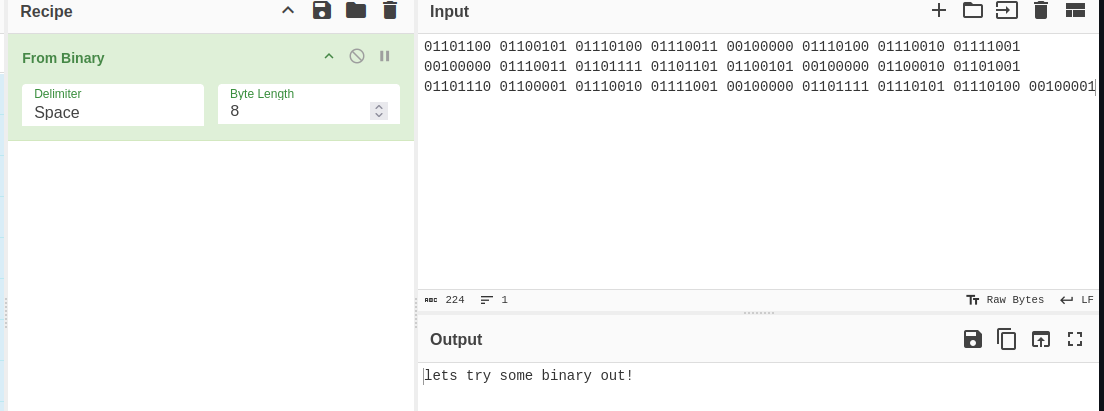 Recipe
From Binary
Delimiter
Space
Byte Length
8
Input
01101100 01100101 01110100 01110011 00100000 01110100 01110010 01111001
00100000 01110011 01101111 01101101 01100101 00100000 01100010 01101001
01101110 01100001 01110010 01111001 00100000 01101111 01110101 01110100 00100001
ABC 224 1 Raw Bytes LF
Output
lets try some binary out!